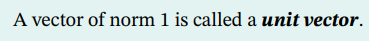 A vector of norm 1 is called a unit vector.